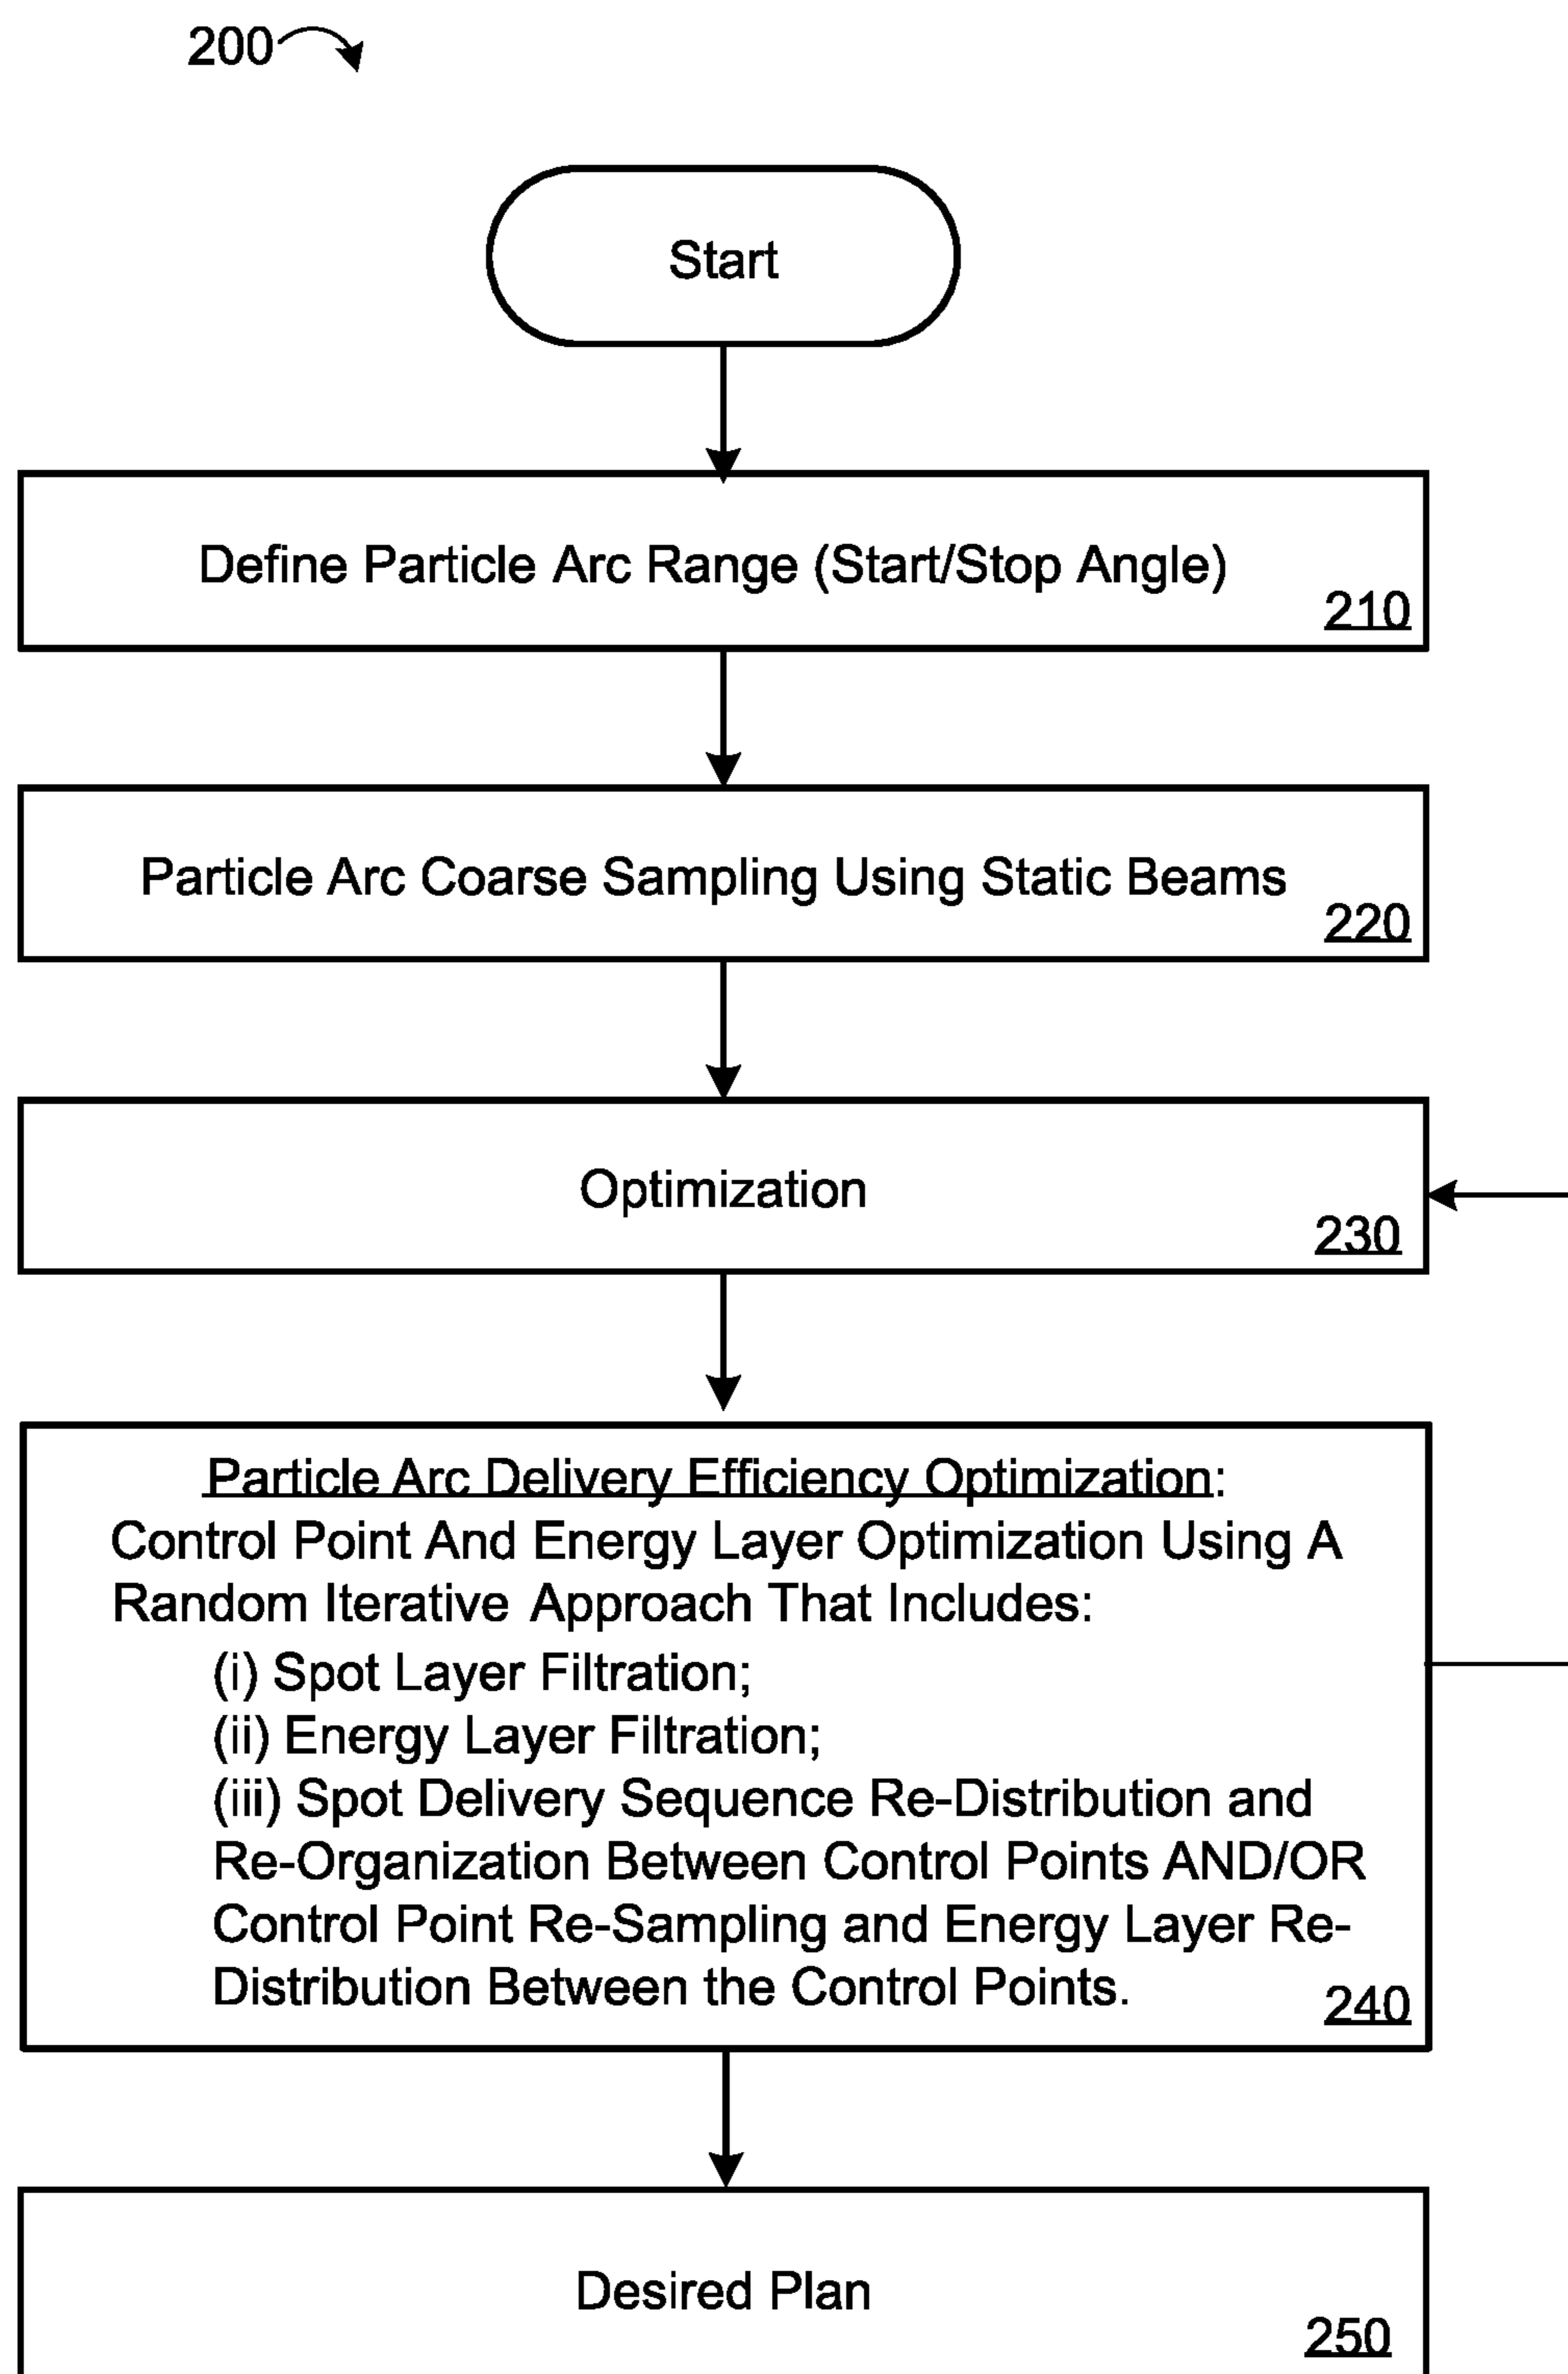 200
Start
Define Particle Arc Range (Start/Stop Angle)
210
Particle Arc Coarse Sampling Using Static Beams
220
Optimization
230
Particle Arc Delivery Efficiency Optimization:
Control Point And Energy Layer Optimization Using A
Random Iterative Approach That Includes:
(i) Spot Layer Filtration;
(ii) Energy Layer Filtration;
(iii) Spot Delivery Sequence Re-Distribution and
Re-Organization Between Control Points AND/OR
Control Point Re-Sampling and Energy Layer Re-
Distribution Between the Control Points.
240
Desired Plan
250